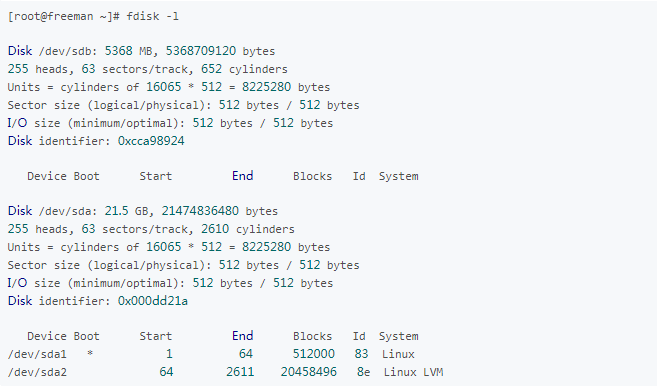 [root@freeman ~]# fdisk -l
Disk /dev/sdb: 5368 MB, 5368709120 bytes
255 heads, 63 sectors/track, 652 cylinders
Units = cylinders of 16065 * 512 = 8225280 bytes
Sector size (logical/physical): 512 bytes / 512 bytes
I/O size (minimum/optimal): 512 bytes / 512 bytes
Disk identifier: 0xcca98924
Device Boot Start End Blocks Id System
Disk /dev/sda: 21.5 GB, 21474836480 bytes
255 heads, 63 sectors/track, 2610 cylinders
Units = cylinders of 16065 * 512 = 8225280 bytes
Sector size (logical/physical): 512 bytes / 512 bytes
I/O size (minimum/optimal): 512 bytes / 512 bytes
Disk identifier: 0x000dd21a
Device Boot Start End Blocks Id System
/dev/sda1 * 1 64 512000 83 Linux
/dev/sda2 64 2611 20458496 8e Linux LVM